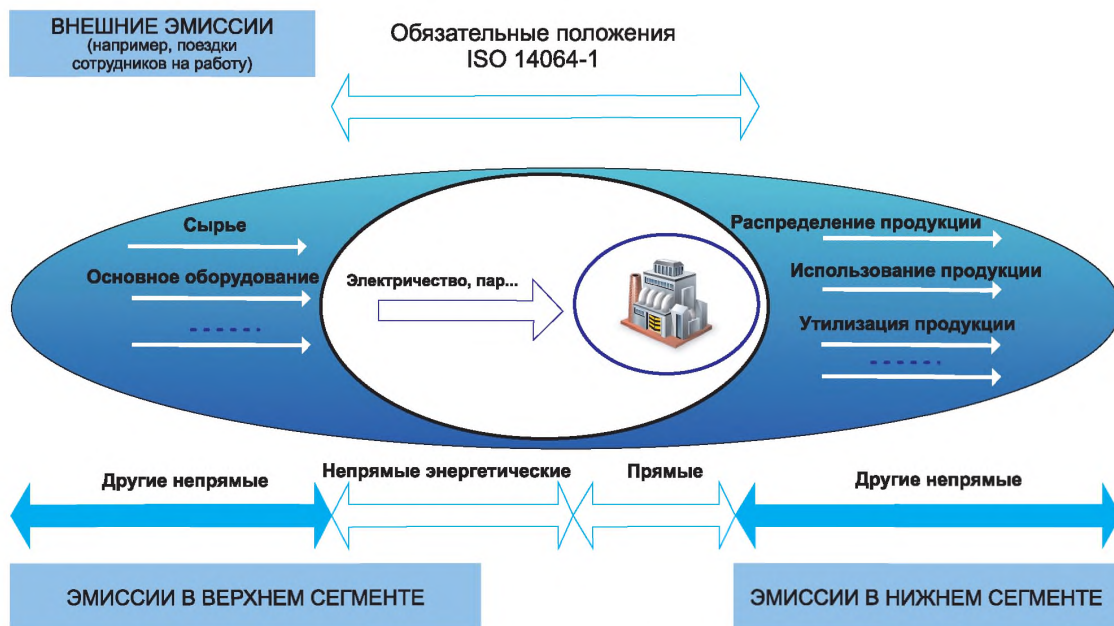 ВНЕШНИЕ ЭМИССИИ
(например, поездки
сотрудников на работу)
Обязательные положения
ISO 14064-1
Сырье
Основное оборудование
Электричество, пар...
Распределение продукции
Использование продукции
Утилизация продукции
Другие непрямые
Непрямые энергетические
Прямые
Другие непрямые
ЭМИССИИ В ВЕРХНЕМ СЕГМЕНТЕ
ЭМИССИИ В НИЖНЕМ СЕГМЕНТЕ